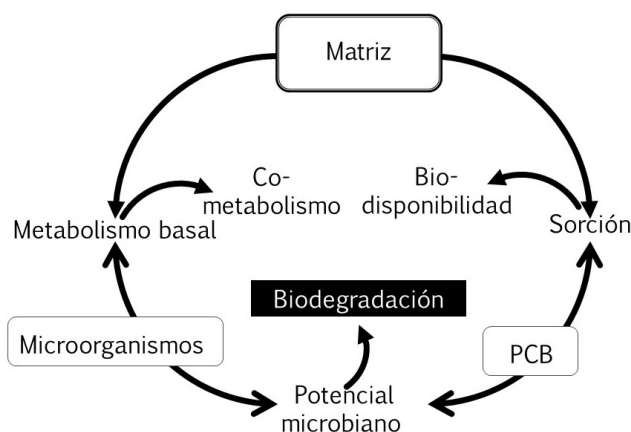 Matriz
Co-
metabolismo
Bio-
disponibilidad
Metabolismo basal
Sorción
Biodegradación
Microorganismos
PCB
Potencial
microbiano